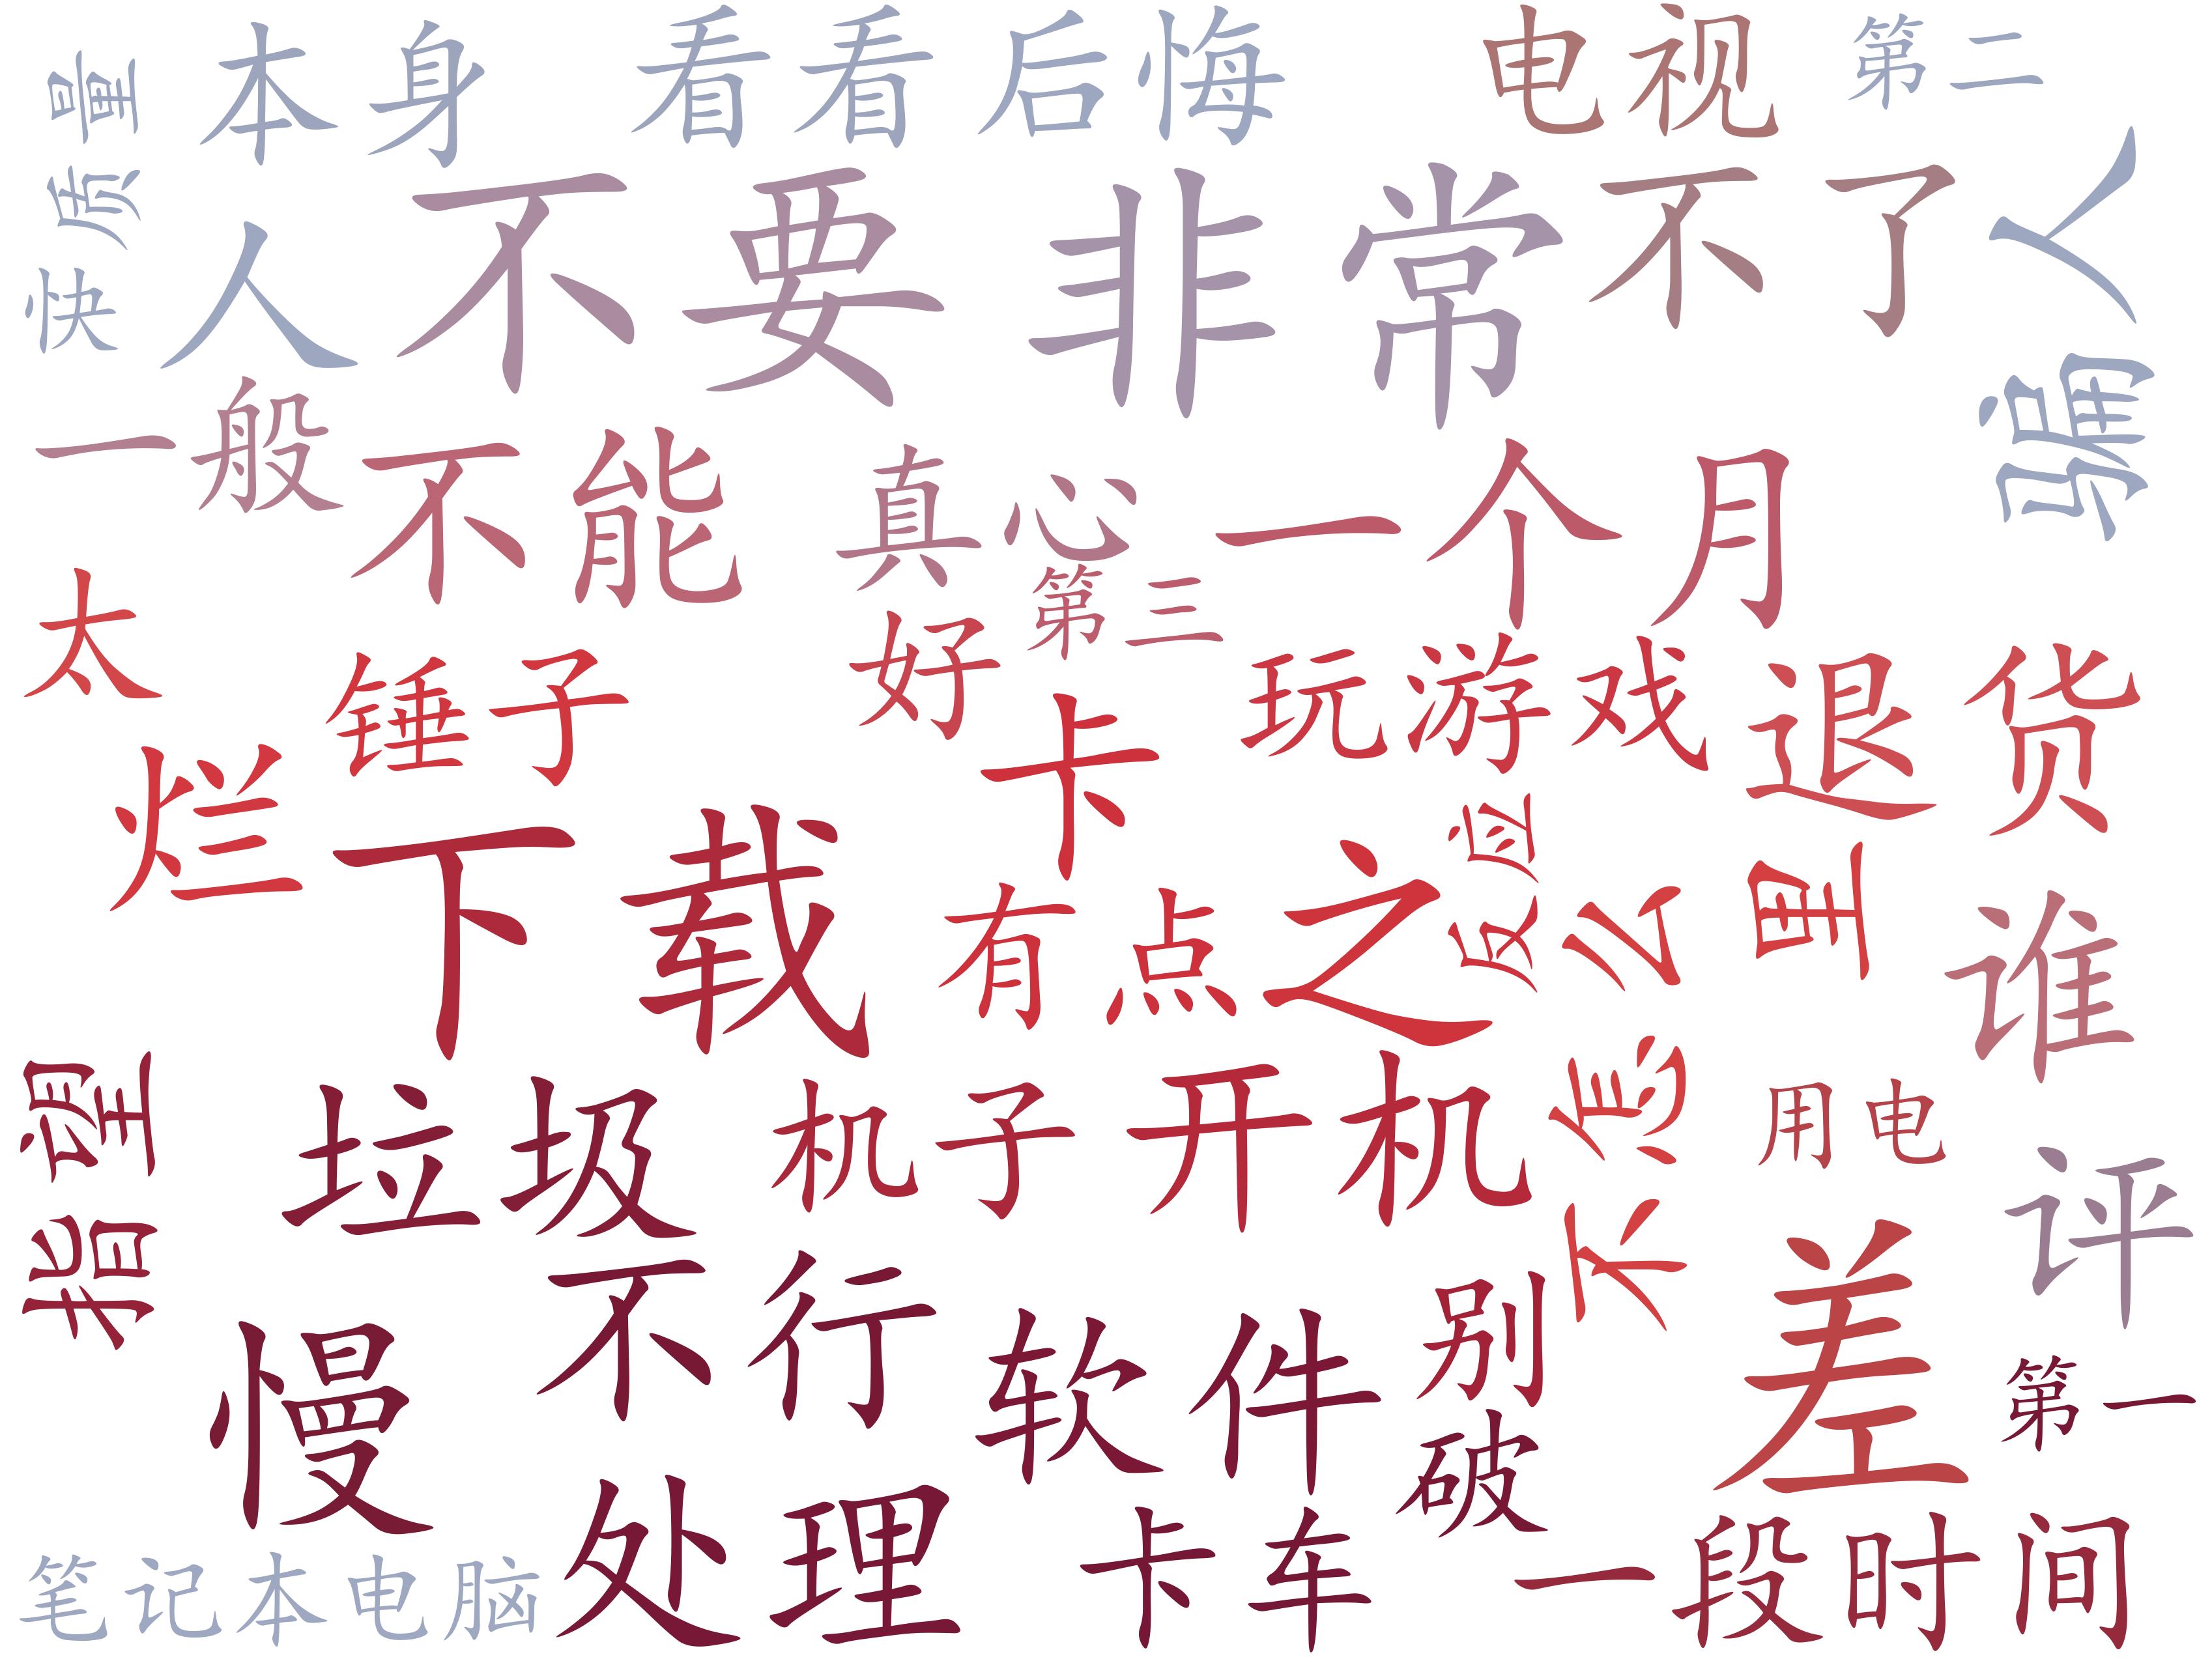 本身
看看
后悔
电视
第二
快
人
不要
非常
不了
一般
不能
真心
一个月
第三
太
锤子
好
卡
玩游戏
退货
烂
下载
有点
之
谁
垃圾
机子
开机
用电
评
差
不行
慢
软件
别
破
第一
笔记本电脑
处理
卡车
一段时间